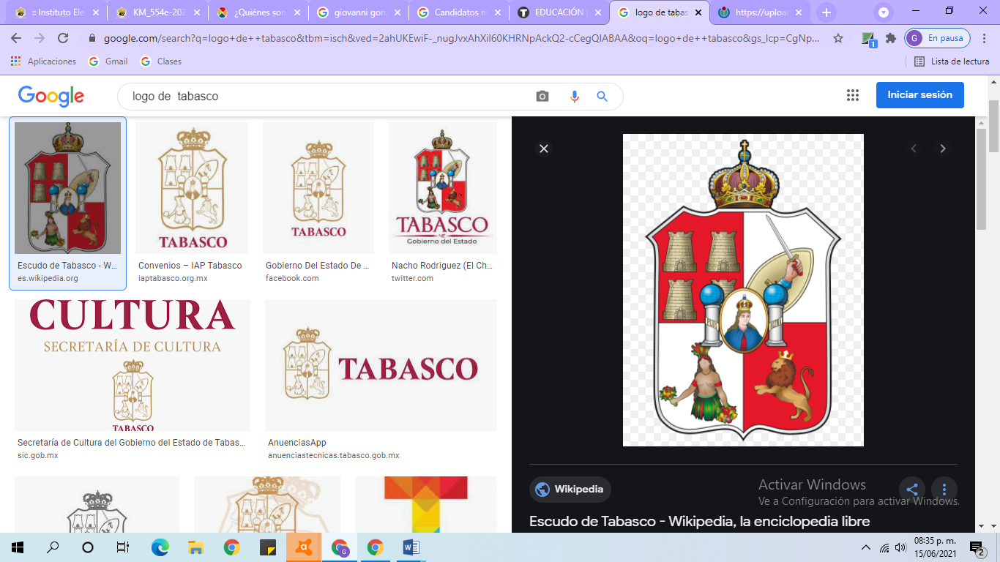 :: Instituto Elec
KM_554e-202
¿Quiénes son
giovanni gon
Candidatos m
EDUCACIÓN |
logo de tabas
https://uploa
google.com/search?q=logo+de++tabasco&tbm=isch&ved=2ahUKEwiF-_nugJvxAhXiI60KHRNpAckQ2-cCegQIABAA&oq=logo+de++tabasco&gs_lcp=CgNp...
G
En pausa
1
Aplicaciones
Gmail
Clases
Lista de lectura
Google
logo de  tabasco
Iniciar sesión
TABASCO
TABASCO
TABASCO
Gobierno del Estado
Escudo de Tabasco - W...
es.wikipedia.org
Convenios – IAP Tabasco
iaptabasco.org.mx
Gobierno Del Estado De ...
facebook.com
Nacho Rodriguez (El Ch...
twitter.com
CULTURA
SECRETARÍA DE CULTURA
TABASCO
TABASCO
Secretaría de Cultura del Gobierno del Estado de Tabas...
sic.gob.mx
AnuenciasApp
anuenciastecnicas.tabasco.gob.mx
Wikipedia
Activar Windows
Ve a Configuración para activar Windows.
Escudo de Tabasco - Wikipedia, la enciclopedia libre
08:35 p. m.
15/06/2021
2